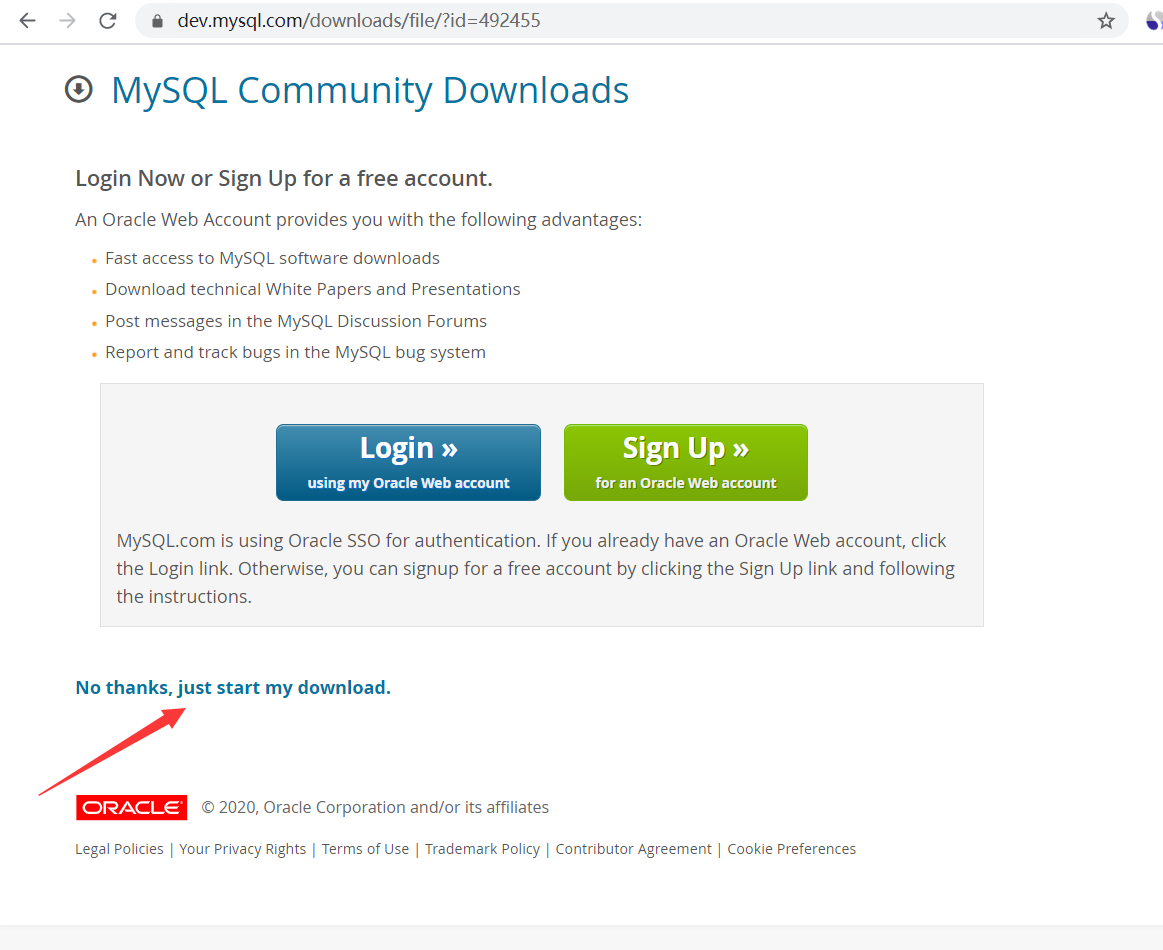 dev.mysql.com/downloads/file/?id=492455
MySQL Community Downloads
Login Now or Sign Up for a free account.
An Oracle Web Account provides you with the following advantages:
Fast access to MySQL software downloads
Download technical White Papers and Presentations
Post messages in the MySQL Discussion Forums
Report and track bugs in the MySQL bug system
Login »
using my Oracle Web account
Sign Up »
for an Oracle Web account
MySQL.com is using Oracle SSO for authentication. If you already have an Oracle Web account, click
the Login link. Otherwise, you can signup for a free account by clicking the Sign Up link and following
the instructions.
No thanks, just start my download.
ORACLE © 2020, Oracle Corporation and/or its affiliates
Legal Policies | Your Privacy Rights | Terms of Use | Trademark Policy | Contributor Agreement | Cookie Preferences